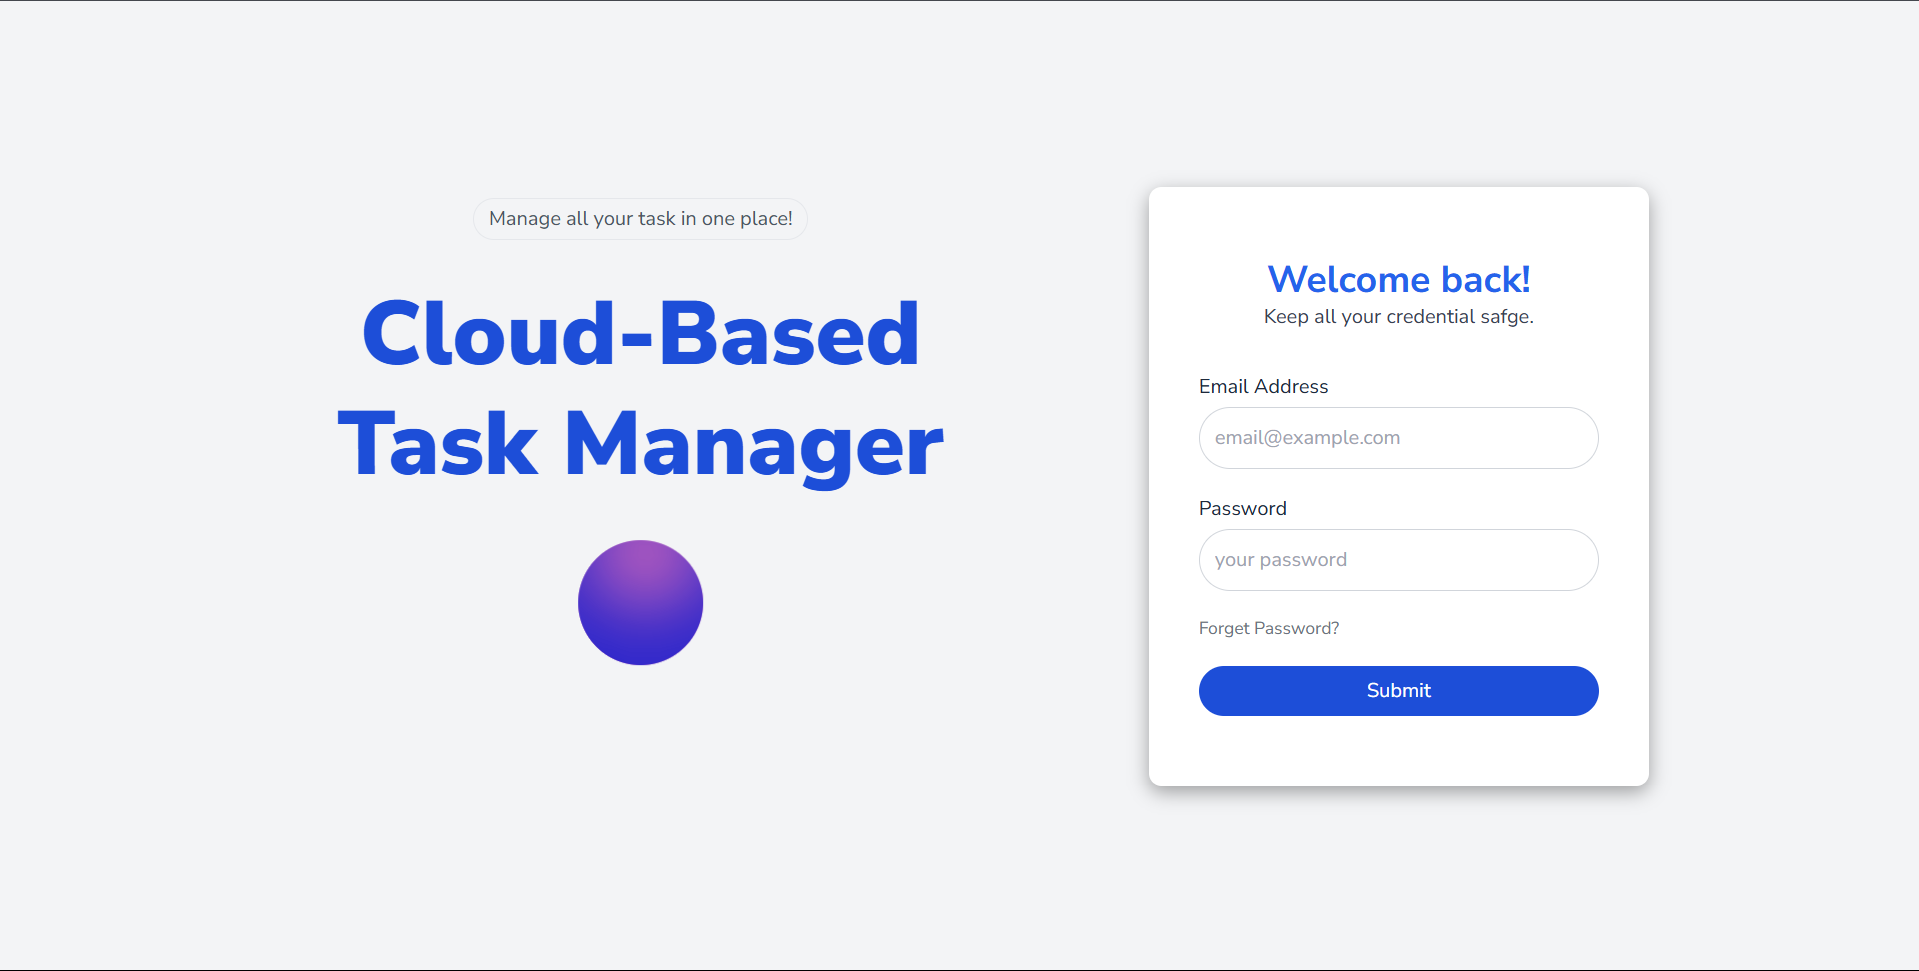 Manage all your task in one place!
Cloud-Based
Task Manager
Welcome back!
Keep all your credential safge.
Email Address
email@example.com
Password
your password
Forget Password?
Submit